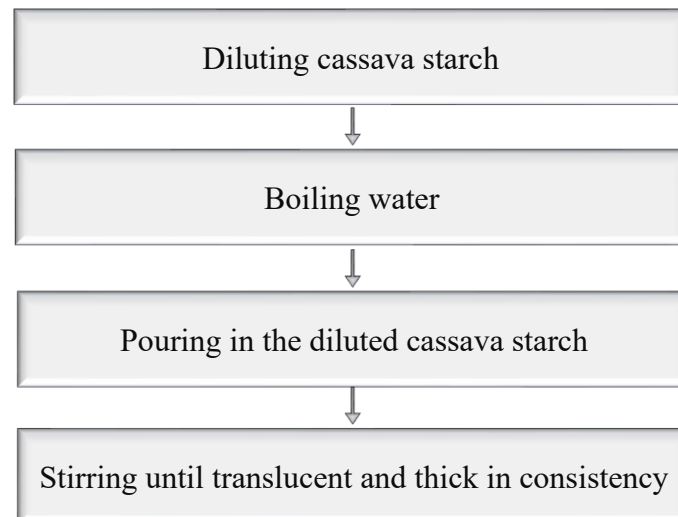 Diluting cassava starch
Boiling water
Pouring in the diluted cassava starch
Stirring until translucent and thick in consistency